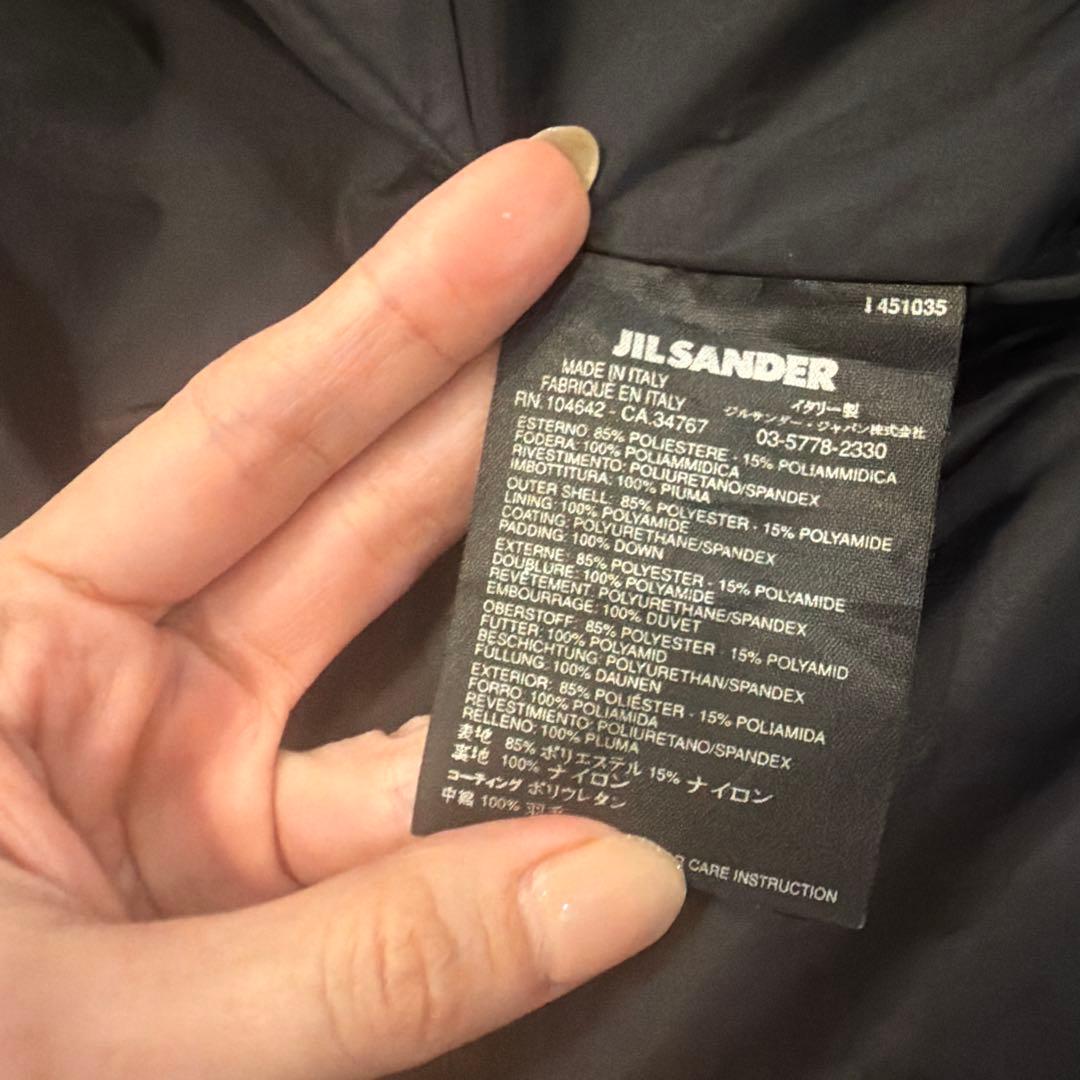 I 451035
JIL SANDER
MADE IN ITALY
FABRIQUE EN ITALY
RN.104642 - CA.34767
イタリー製
ジルサンダー・ジャパン株式会社
03-5778-2330
ESTERNO: 85% POLIESTERE - 15% POLIAMMIDICA
FODERA: 100% POLIAMMIDICA
RIVESTIMENTO: POLIURETANO/SPANDEX
IMBOTTITURA: 100% PIUMA
OUTER SHELL: 85% POLYESTER - 15% POLYAMIDE
LINING: 100% POLYAMIDE
COATING: POLYURETHANE/SPANDEX
PADDING: 100% DOWN
EXTERNE: 85% POLYESTER - 15% POLYAMIDE
DOUBLURE: 100% POLYAMIDE
REVÊTEMENT: POLYURETHANE/SPANDEX
EMBOURRAGE: 100% DUVET
OBERSTOFF: 85% POLYESTER - 15% POLYAMID
FUTTER: 100% POLYAMID
BESCHICHTUNG: POLYURETHAN/SPANDEX
FÜLLUNG: 100% DAUNEN
EXTERIOR: 85% POLIÉSTER - 15% POLIAMIDA
FORRO: 100% POLIAMIDA
REVESTIMIENTO: POLIURETANO/SPANDEX
RELLENO: 100% PLUMA
表地 85% ポリエステル 15% ナイロン
裏地 100% ナイロン
コーティング ポリウレタン
中綿 100%
CARE INSTRUCTION